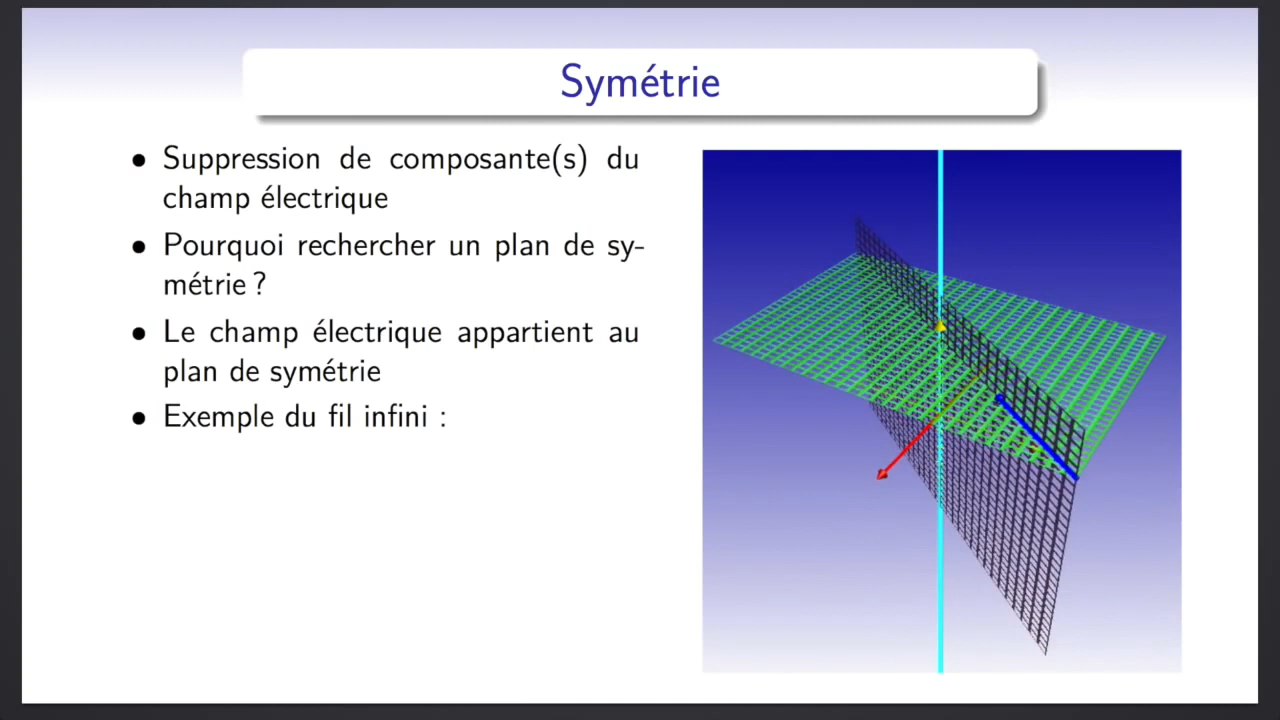 Symétrie
• Suppression de composante(s) du
champ électrique
• Pourquoi rechercher un plan de sy-
métrie ?
• Le champ électrique appartient au
plan de symétrie
• Exemple du fil infini :